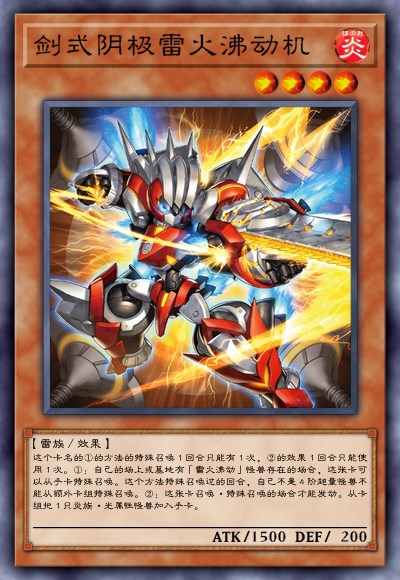 剑式阴极雷火沸动机
ほのお
炎
【雷族／效果】
这个卡名的①的方法的特殊召唤1回合只能有1次，②的效果1回合只能使
用1次。①：自己的场上或墓地有「雷火沸动」怪兽存在的场合，这张卡可
以从手卡特殊召唤。这个方法特殊召唤过的回合，自己不是4阶超量怪兽不
能从额外卡组特殊召唤。②：这张卡召唤·特殊召唤的场合才能发动。从卡
组把1只炎族·光属性怪兽加入手卡。
ATK/1500 DEF/ 200